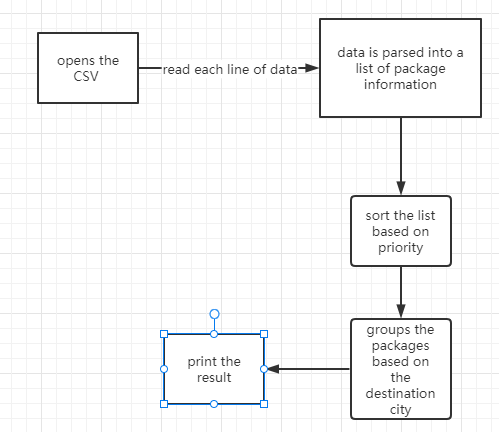 opens the
CSV
read each line of data
data is parsed into a
list of package
information
sort the list
based on
priority
groups the
packages
based on
the
destination
city
print the
result